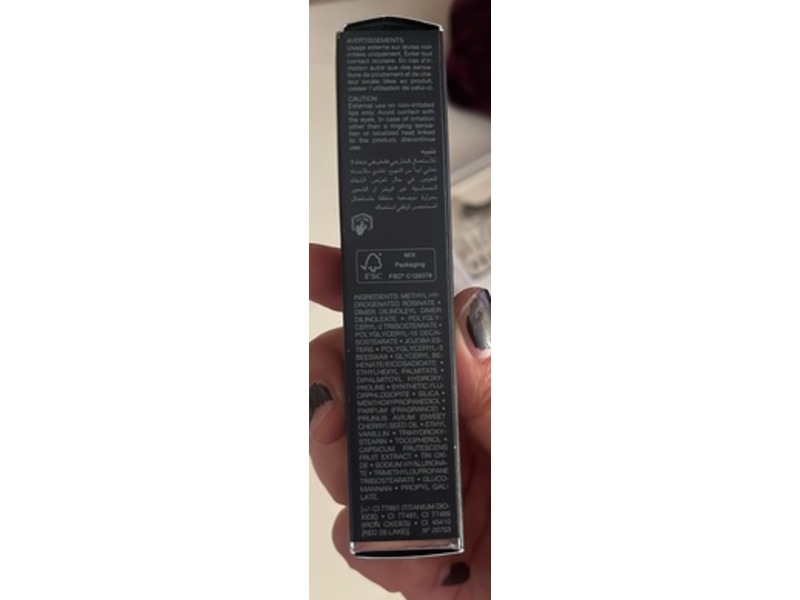 AVERTISSEMENTS
Usage externe sur lèvres non
irritées uniquement. Éviter tout
contact oculaire. En cas d'ir-
ritation autre que des sensa-
tions de picotement et de cha-
leur locale liées au produit,
cesser l'utilisation de celui-ci.
CAUTION
External use on non-irritated
lips only. Avoid contact with
the eyes. In case of irritation
other than a tingling sensa-
tion or localized heat linked
to the product, discontinue
use.
تنبيه
MIX
Packaging
FSC
FSC® C128379
INGREDIENTS: METHYL HY-
DROGENATED ROSINATE •
DIMER DILINOLEYL DIMER
DILINOLEATE • POLYGLY-
CERYL-2 TRIISOSTEARATE •
POLYGLYCERYL-10 DECAI-
SOSTEARATE • JOJOBA ES-
TERS • POLYGLYCERYL-3
BEESWAX • GLYCERYL BE-
HENATE/EICOSADIOATE •
ETHYLHEXYL PALMITATE •
DIPALMITOYL HYDROXY-
PROLINE • SYNTHETIC FLU-
ORPHLOGOPITE • SILICA •
MENTHOXYPROPANEDIOL •
PARFUM (FRAGRANCE) •
PRUNUS AVIUM (SWEET
CHERRY) SEED OIL • ETHYL
VANILLIN • TRIHYDROXY-
STEARIN • TOCOPHEROL •
CAPSICUM FRUTESCENS
FRUIT EXTRACT • TIN OXI-
DE • SODIUM HYALURONA-
TE • TRIMETHYLOLPROPANE
TRIISOSTEARATE • GLUCO-
MANNAN • PROPYL GAL-
LATE.
[+/- CI 77891 (TITANIUM DIO-
XIDE) • CI 77491, CI 77499
(IRON OXIDES) • CI 45410
(RED 28 LAKE)]. N° 20753